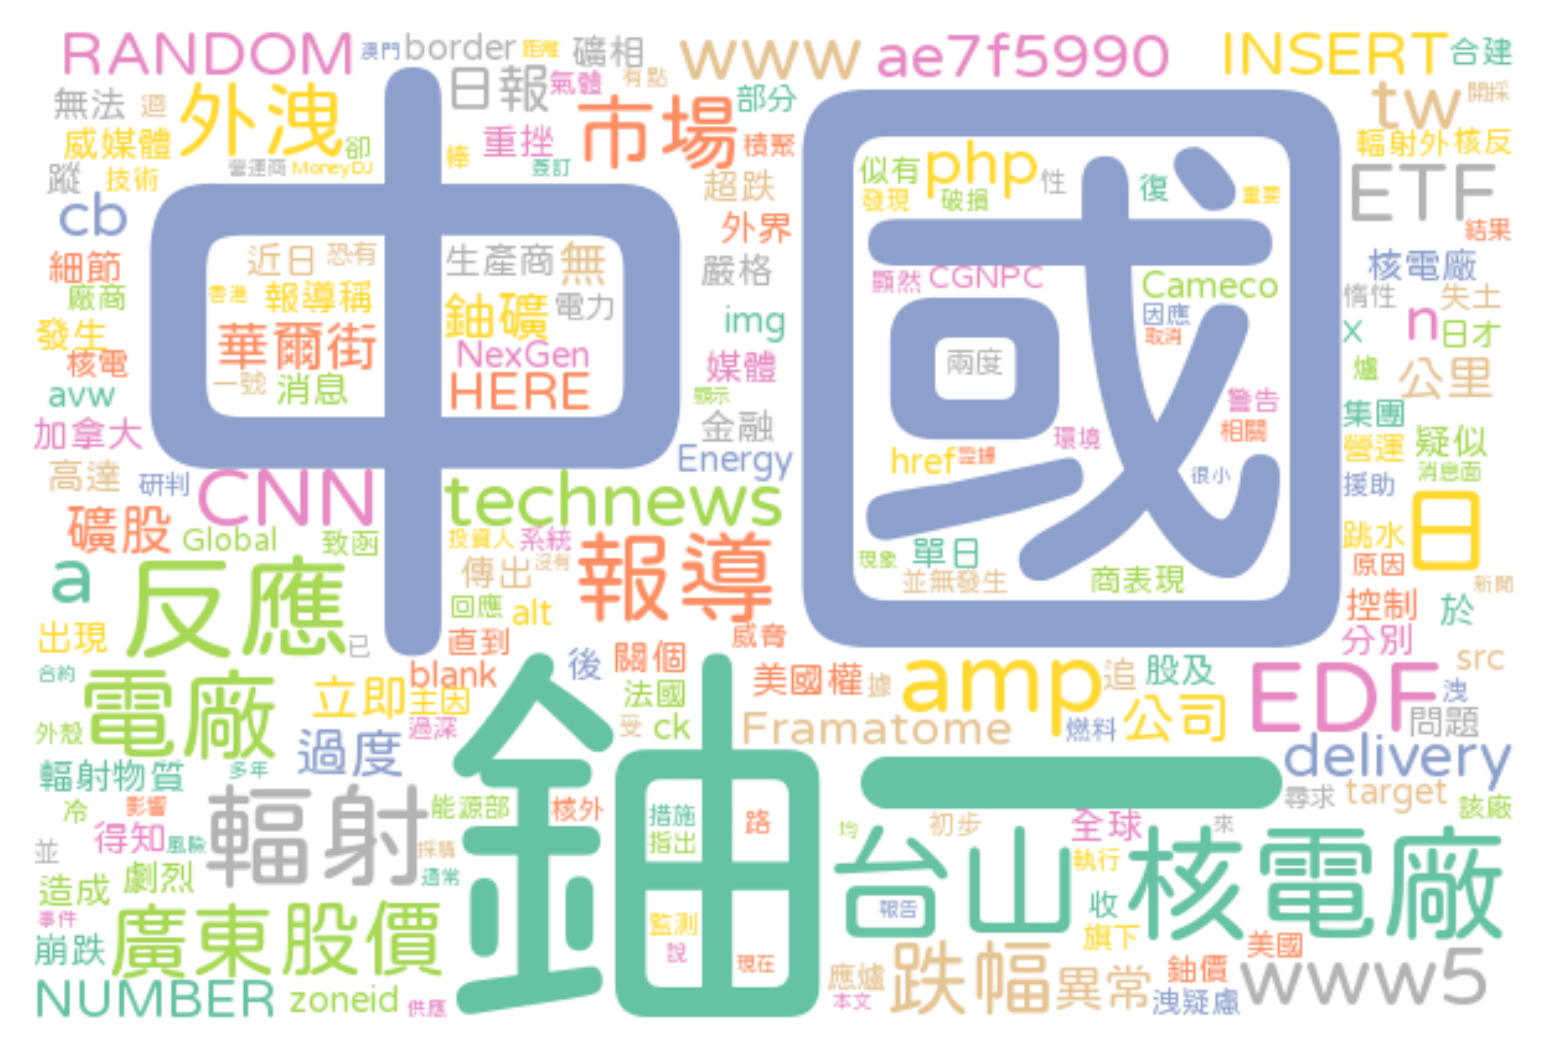 RANDOM 澳門 border 距離 礦相 www ae7f5990 INSERT 合建
無法 迴 外洩 日報 氣體 有點 部分 tw 開採
威媒體 卻 棒 重挫 市場 積聚 輻射外 核反
蹤 技術 營運商 MoneyDJ 簽訂 超跌 似有 php 性 復 重要 ETF
cb 發現 破損 外界 結果
中國
細節 近日 恐有 生產商 無 嚴格 顯然 CGNPC Cameco 核電廠
廠商 香港 報導稱 鈾礦 電力 因應 惰性 失土
發生 華爾街 NexGen img 取消 x n 日才
核電 一號 消息 HERE 媒體 兩度 爐 公里
avw 顯示 警告 集團
加拿大 金融 環境 相關 營運 疑似
高達 研判 CNN technews Energy href 證據 很小 援助 消息面
礦股 Global 致函 投資人 系統 現象 單日 跳水 日
a 反應 傳出 沒有 報導 並無發生 商表現 原因 新聞
出現 已 回應 alt 直到 威脅 控制 於
分別
合約 電廠 立即 blank 主因 後 關個 美國權 據 amp 追 股及 EDF src
外殼 過度 過深 法國 受 ck Framatome 燃料 公司 洩 問題
輻射物質 多年 鈾 一 delivery
冷 影響 輻射 能源部 核外 措施 路 尋求 target 該廠
並 得知 風險 採購 指出 均 初步 全球 來
造成 劇烈 通常 台山核電廠 執行
事件 廣東 股價 監測 報告 收
崩跌 說 現在 旗下 美國
NUMBER zoneid 供應 應爐 本文 跌幅 異常 鈾價 洩疑慮 www5